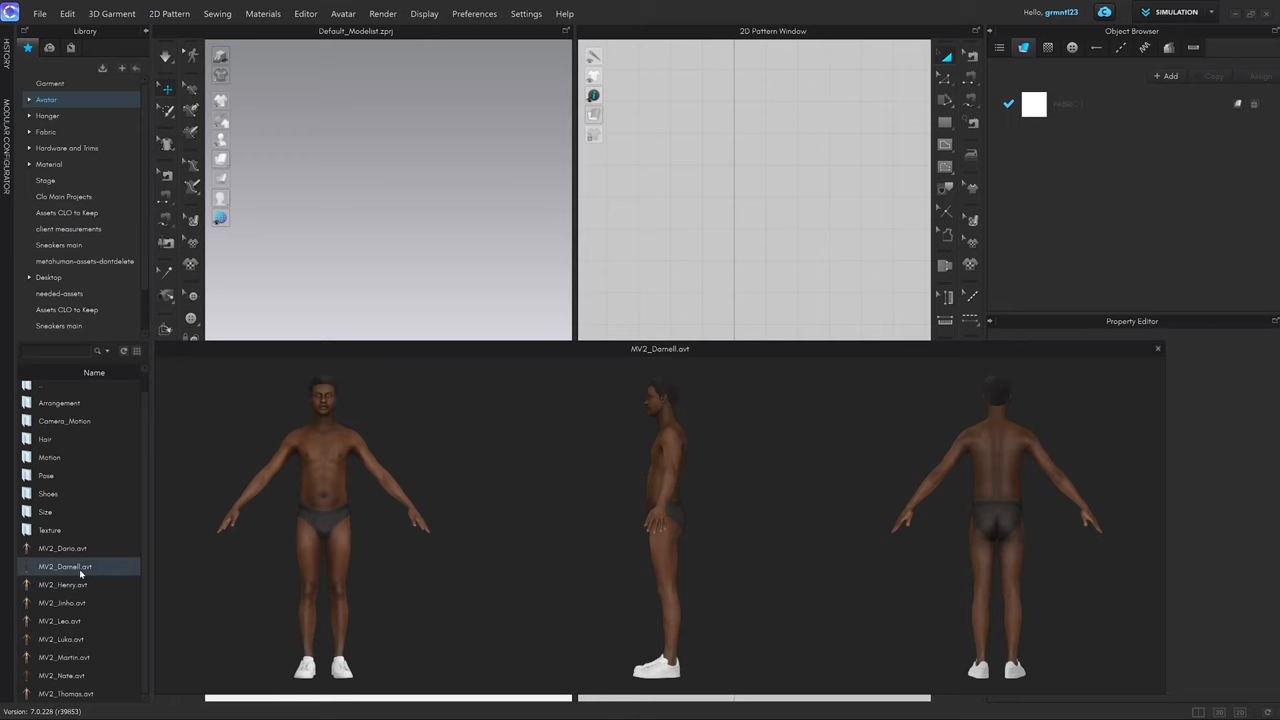 File Edit 3D Garment 2D Pattern Sewing Materials Editor Avatar Render Display Preferences Settings Help
Hello, grmntl23
SIMULATION
HISTORY
MODULAR CONFIGURATOR
Library
Default_Modelist.zprj
2D Pattern Window
Object Browser
Garment
Avatar
Hanger
Fabric
Hardware and Trims
Material
Stage
Clo Main Projects
Assets CLO to Keep
client measurements
Sneakers main
metahuman-assets-dontdelete
Desktop
needed-assets
Assets CLO to Keep
Sneakers main
+ Add
Copy
Assign
FABRIC 1
Property Editor
MV2_Darnell.avt
Name
..
Arrangement
Camera_Motion
Hair
Motion
Pose
Shoes
Size
Texture
MV2_Dario.avt
MV2_Darnell.avt
MV2_Henry.avt
MV2_Jinho.avt
MV2_Leo.avt
MV2_Luka.avt
MV2_Martin.avt
MV2_Nate.avt
MV2_Thomas.avt
Version: 7.0.228 (r39853)